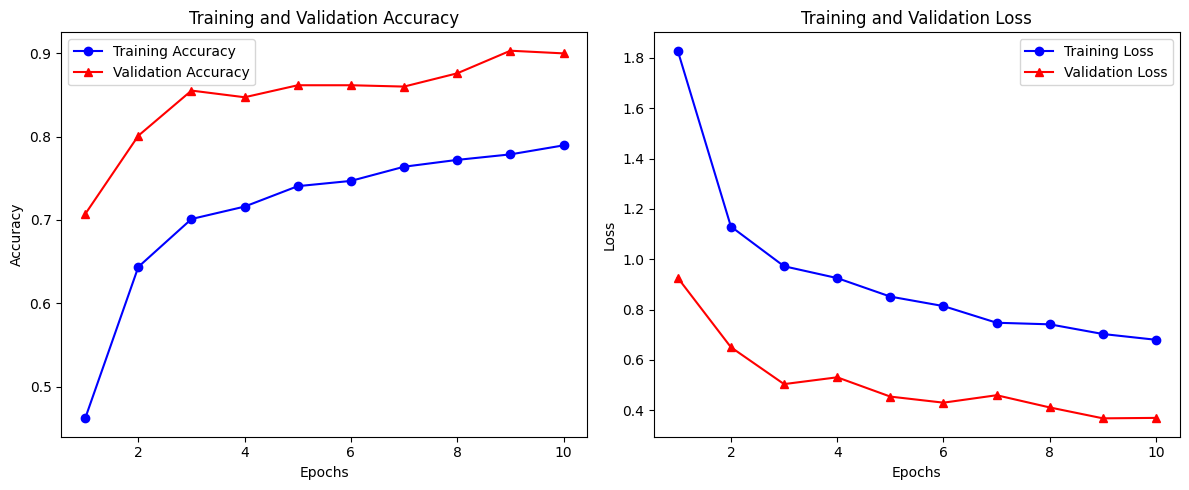 Training and Validation Accuracy
Training Accuracy
Validation Accuracy
0.9
0.8
0.7
0.6
0.5
Accuracy
2
4
6
8
10
Epochs
Training and Validation Loss
Training Loss
Validation Loss
1.8
1.6
1.4
1.2
1.0
0.8
0.6
0.4
Loss
2
4
6
8
10
Epochs